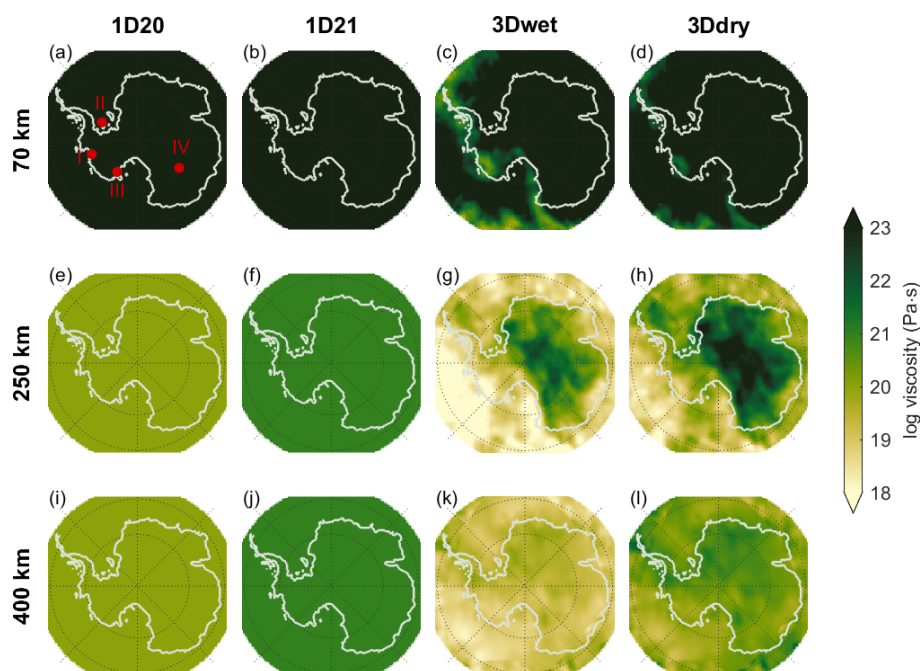 1D20 1D21 3Dwet 3Ddry
70 km
(a) (b) (c) (d)
II
I
IV
III
250 km
(e) (f) (g) (h)
400 km
(i) (j) (k) (l)
23
22
21
20
19
18
log viscosity (Pa·s)